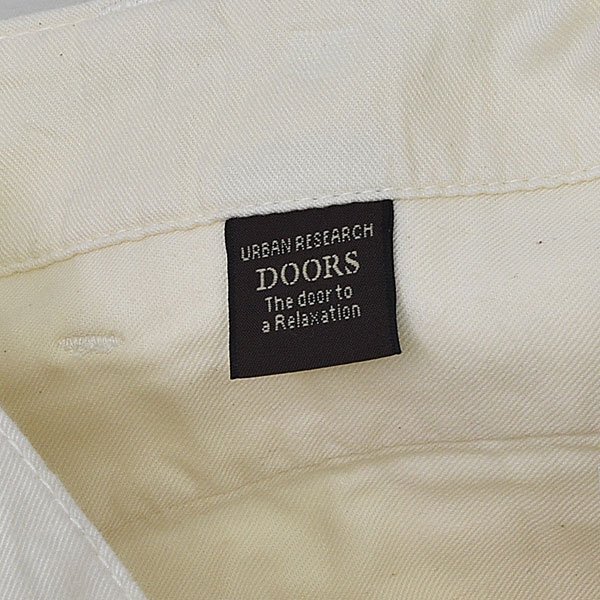 URBAN RESEARCH
DOORS
The door to
a Relaxation